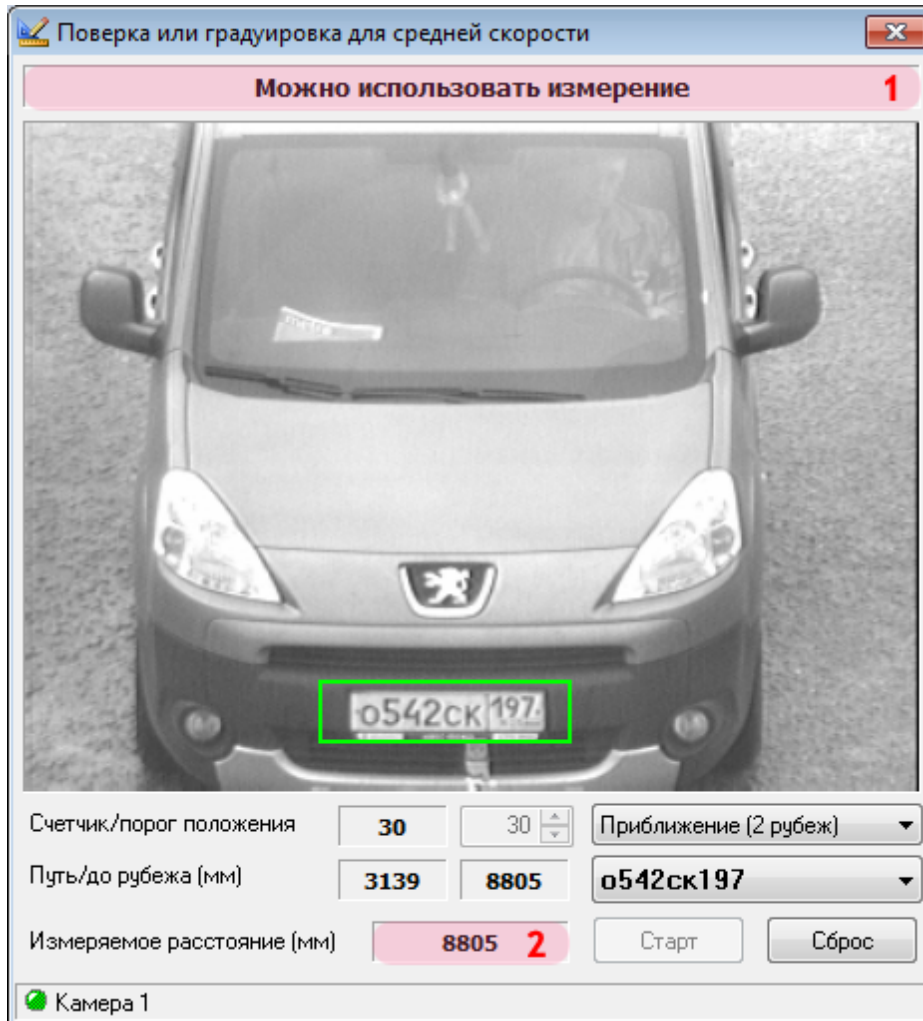 Поверка или градуировка для средней скорости
Можно использовать измерение 1
о542ск 197
Счетчик/порог положения 30 30 Приближение (2 рубеж)
Путь/до рубежа (мм) 3139 8805 о542ск197
Измеряемое расстояние (мм) 8805 2 Старт Сброс
Камера 1